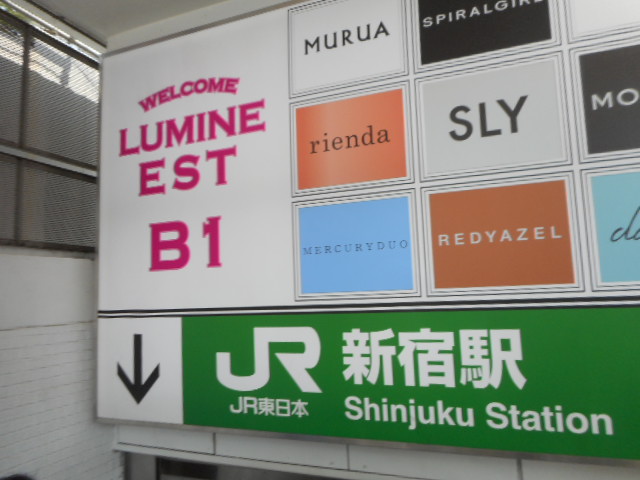 WELCOME
LUMINE
EST
B1
MURUA
SPIRALGIRL
rienda
SLY
MERCURYDUO
REDYAZEL
JR
JR東日本
新宿駅
Shinjuku Station